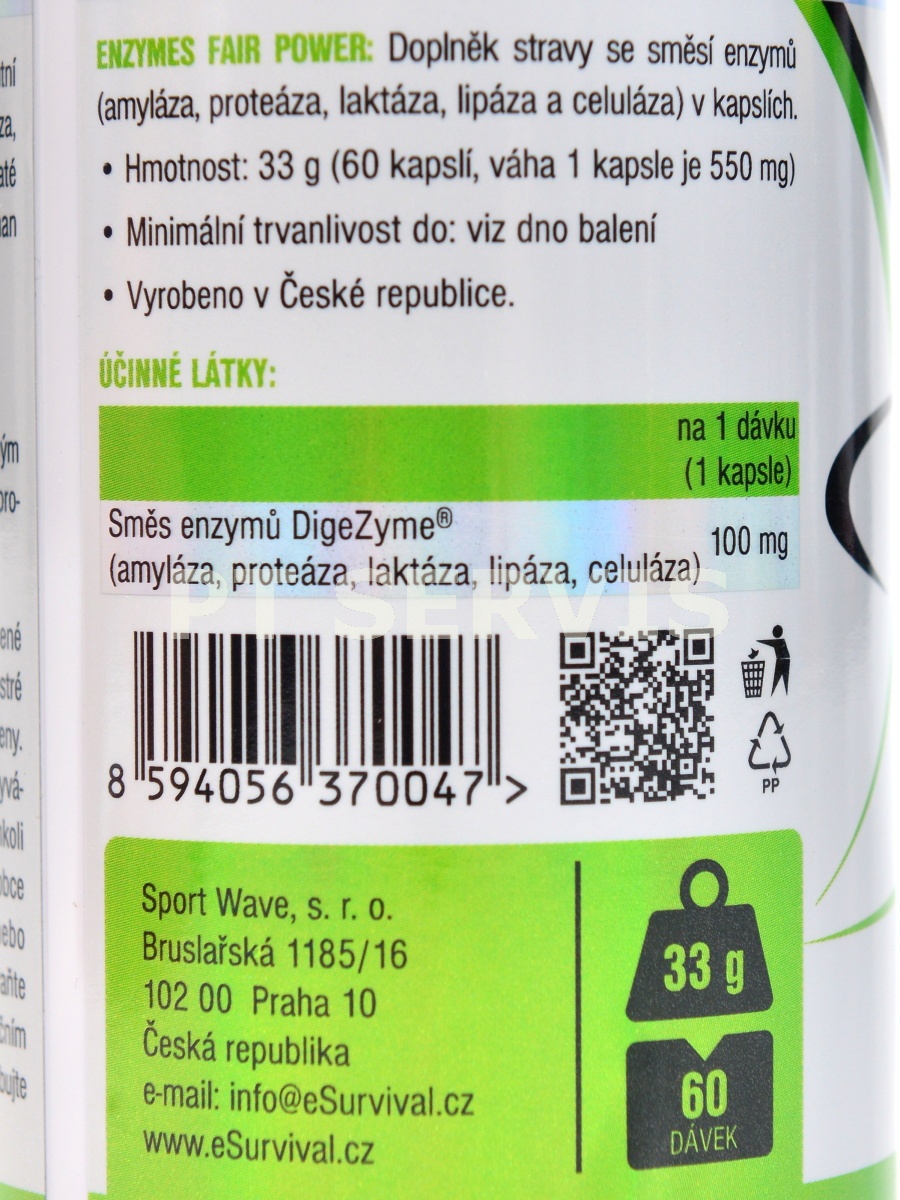 ENZYMES FAIR POWER: Doplněk stravy se směsí enzymů
(amyláza, proteáza, laktáza, lipáza a celuláza) v kapslích.
• Hmotnost: 33 g (60 kapslí, váha 1 kapsle je 550 mg)
• Minimální trvanlivost do: viz dno balení
• Vyrobeno v České republice.
ÚČINNÉ LÁTKY:
na 1 dávku
(1 kapsle)
Směs enzymů DigeZyme®
(amyláza, proteáza, laktáza, lipáza, celuláza)
100 mg
PT SERVIS
8 594056 370047 >
PP
Sport Wave, s. r. o.
Bruslařská 1185/16
102 00 Praha 10
Česká republika
e-mail: info@eSurvival.cz
www.eSurvival.cz
33 g
60
DÁVEK